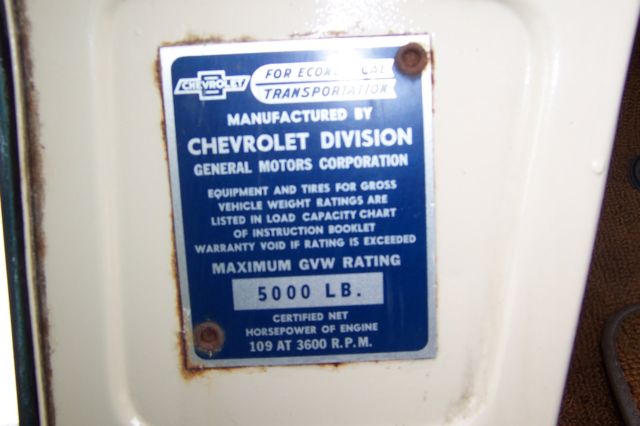 CHEVROLET
FOR ECONOMICAL
TRANSPORTATION
MANUFACTURED BY
CHEVROLET DIVISION
GENERAL MOTORS CORPORATION
EQUIPMENT AND TIRES FOR GROSS
VEHICLE WEIGHT RATINGS ARE
LISTED IN LOAD CAPACITY CHART
OF INSTRUCTION BOOKLET
WARRANTY VOID IF RATING IS EXCEEDED
MAXIMUM GVW RATING
5000 LB.
CERTIFIED NET
HORSEPOWER OF ENGINE
109 AT 3600 R.P.M.